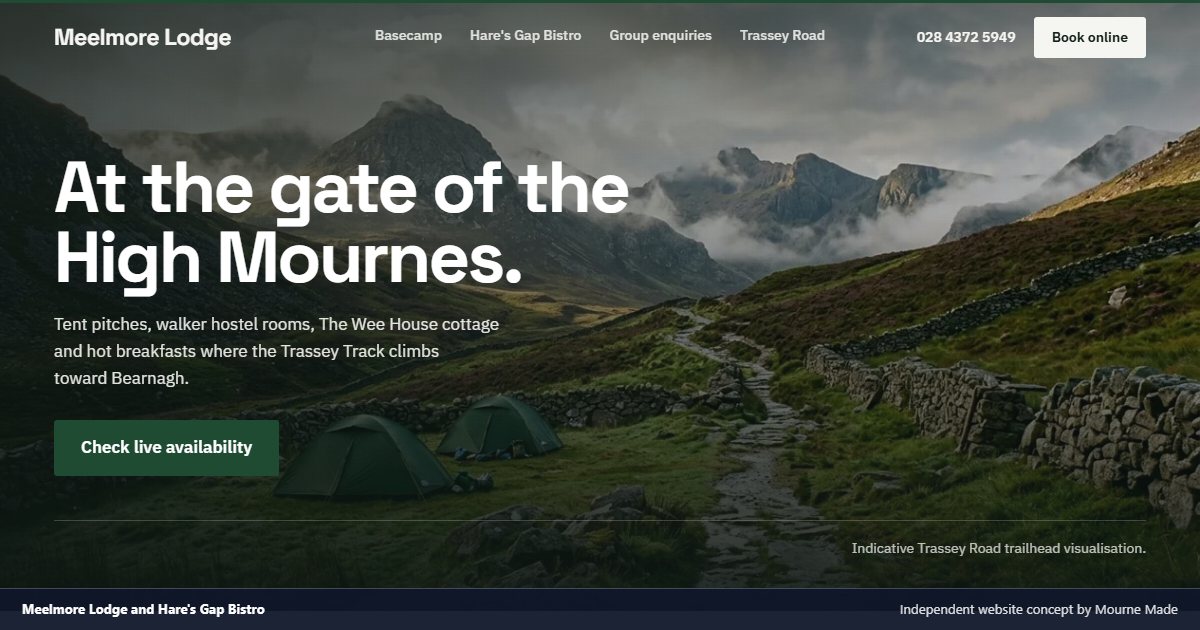 Meelmore Lodge
Basecamp
Hare's Gap Bistro
Group enquiries
Trassey Road
028 4372 5949
Book online
At the gate of the
High Mournes.
Tent pitches, walker hostel rooms, The Wee House cottage
and hot breakfasts where the Trassey Track climbs
toward Bearnagh.
Check live availability
Indicative Trassey Road trailhead visualisation.
Meelmore Lodge and Hare's Gap Bistro
Independent website concept by Mourne Made